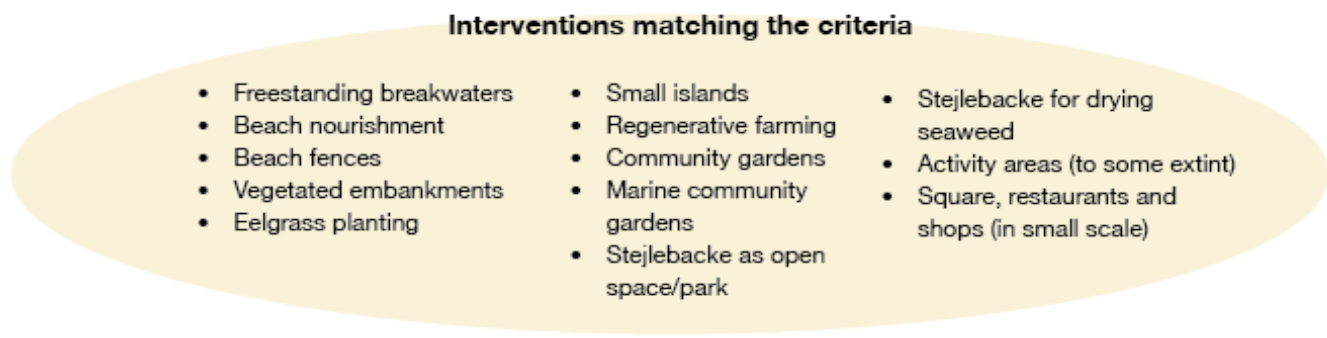 Interventions matching the criteria
• Freestanding breakwaters
• Beach nourishment
• Beach fences
• Vegetated embankments
• Eelgrass planting
• Small islands
• Regenerative farming
• Community gardens
• Marine community
gardens
• Stejlebacke as open
space/park
• Stejlebacke for drying
seaweed
• Activity areas (to some extint)
• Square, restaurants and
shops (in small scale)